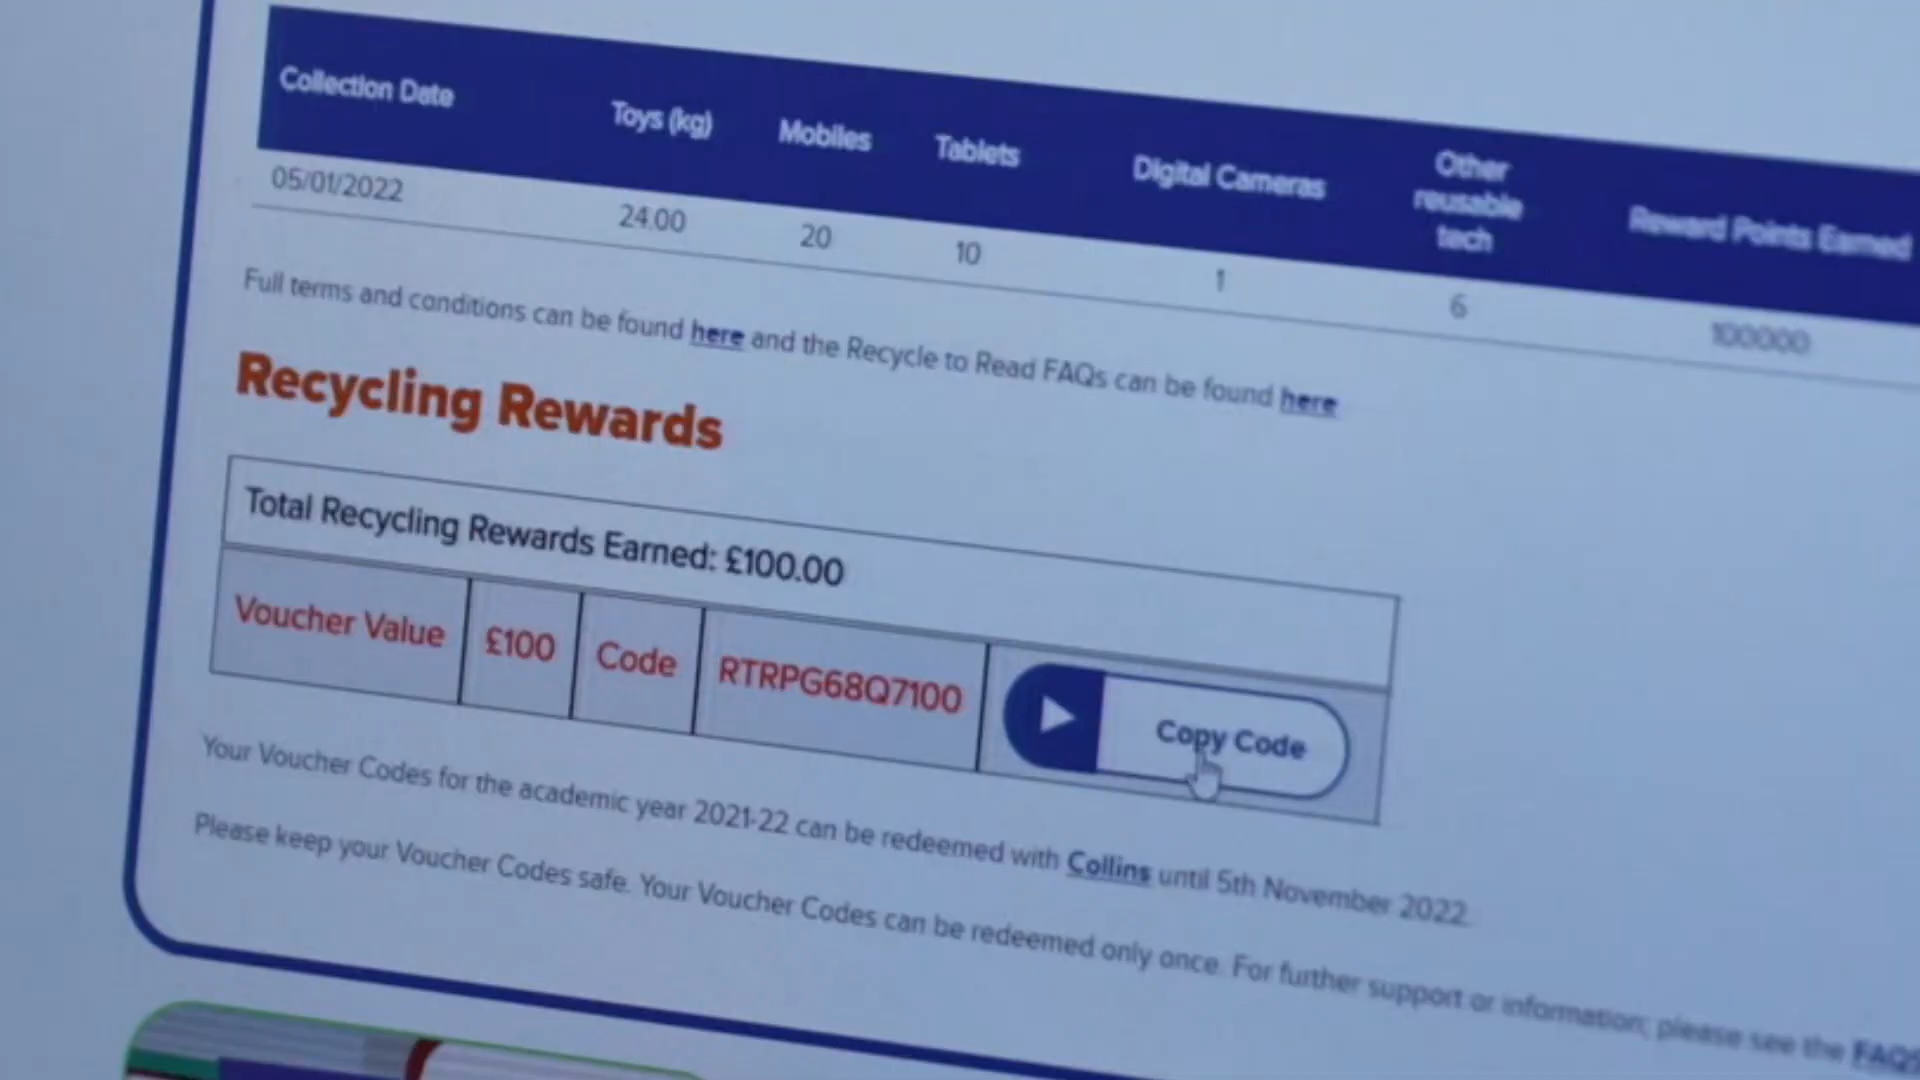 Collection Date Toys (kg) Mobiles Tablets Digital Cameras Other reusable tech Reward Points Earned
05/01/2022 24.00 20 10 1 6 100000
Full terms and conditions can be found here and the Recycle to Read FAQs can be found here
Recycling Rewards
Total Recycling Rewards Earned: £100.00
Voucher Value £100 Code RTRPG68Q7100 Copy Code
Your Voucher Codes for the academic year 2021-22 can be redeemed with Collins until 5th November 2022.
Please keep your Voucher Codes safe. Your Voucher Codes can be redeemed only once. For further support or information, please see the FAQs